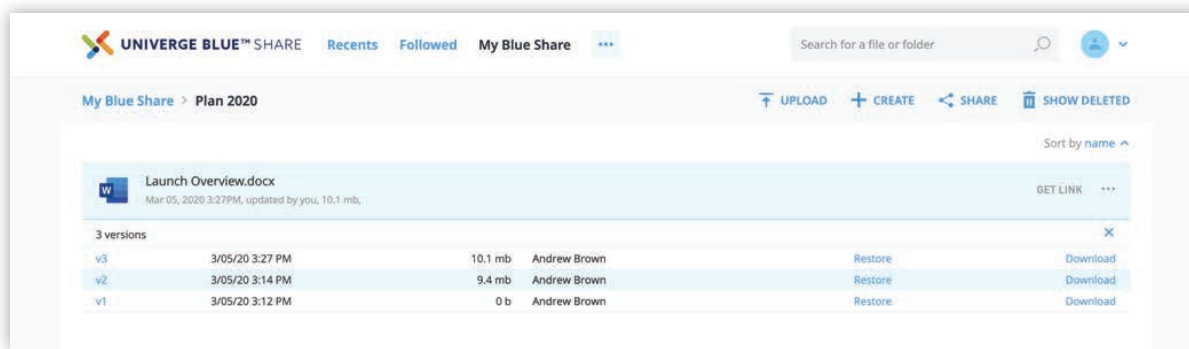 UNIVERGE BLUE™ SHARE Recents Followed My Blue Share ••• Search for a file or folder
My Blue Share > Plan 2020 UPLOAD CREATE SHARE SHOW DELETED
Sort by name
W Launch Overview.docx
Mar 05, 2020 3:27PM, updated by you, 10.1 mb,
GET LINK •••
3 versions
v3 3/05/20 3:27 PM 10.1 mb Andrew Brown Restore Download
v2 3/05/20 3:14 PM 9.4 mb Andrew Brown Restore Download
v1 3/05/20 3:12 PM 0 b Andrew Brown Restore Download